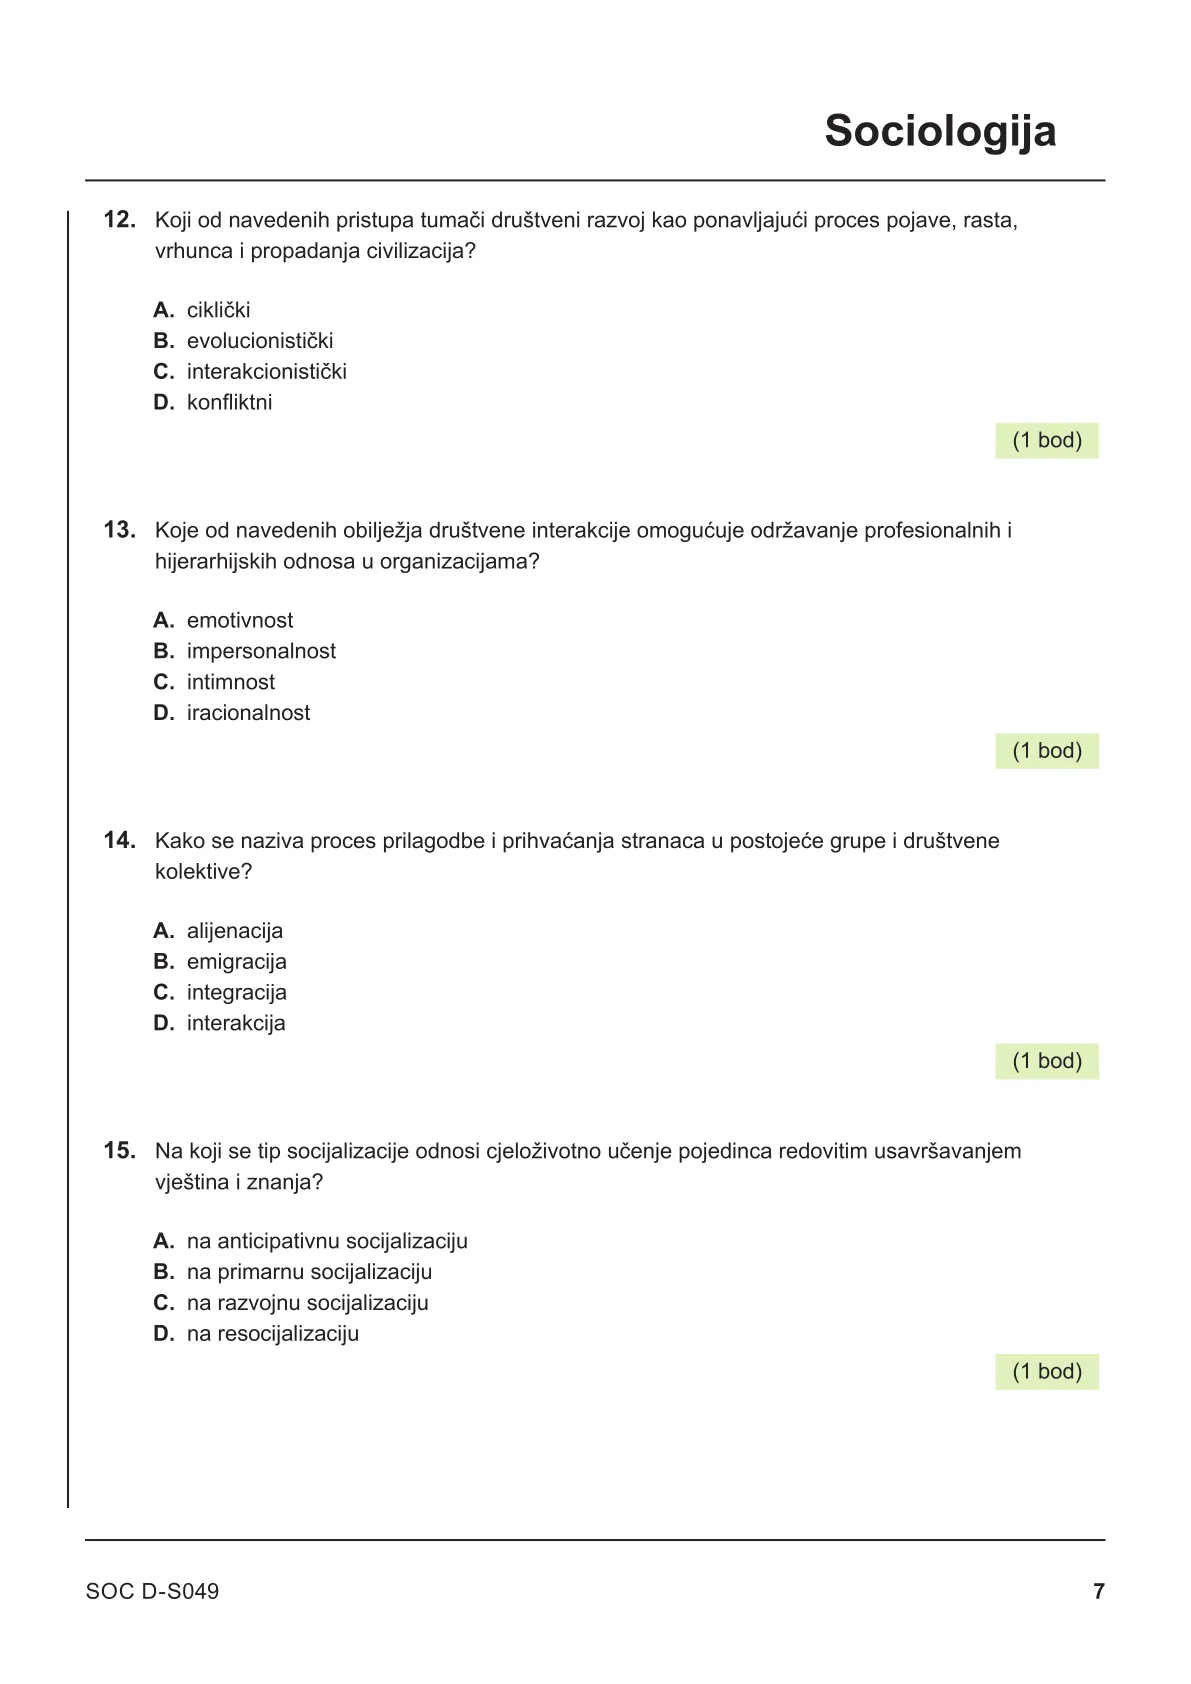 Sociologija
12. Koji od navedenih pristupa tumači društveni razvoj kao ponavljajući proces pojave, rasta,
vrhunca i propadanja civilizacija?
A. ciklički
B. evolucionistički
C. interakcionistički
D. konfliktni
(1 bod)
13. Koje od navedenih obilježja društvene interakcije omogućuje održavanje profesionalnih i
hijerarhijskih odnosa u organizacijama?
A. emotivnost
B. impersonalnost
C. intimnost
D. iracionalnost
(1 bod)
14. Kako se naziva proces prilagodbe i prihvaćanja stranaca u postojeće grupe i društvene
kolektive?
A. alijenacija
B. emigracija
C. integracija
D. interakcija
(1 bod)
15. Na koji se tip socijalizacije odnosi cjeloživotno učenje pojedinca redovitim usavršavanjem
vještina i znanja?
A. na anticipativnu socijalizaciju
B. na primarnu socijalizaciju
C. na razvojnu socijalizaciju
D. na resocijalizaciju
(1 bod)
SOC D-S049
7